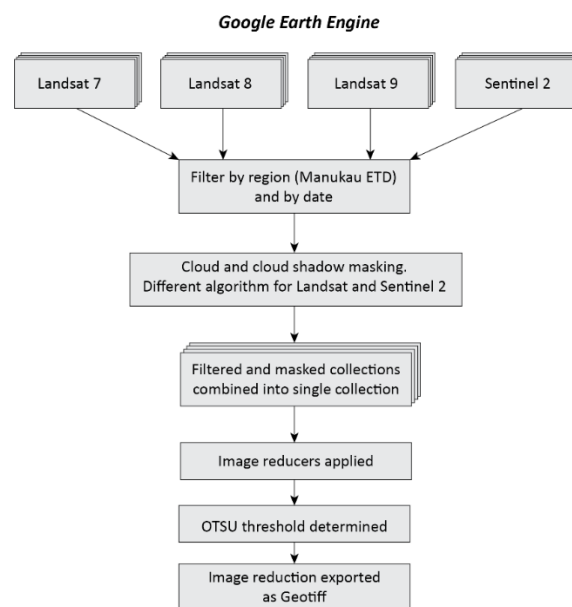 Google Earth Engine
Landsat 7
Landsat 8
Landsat 9
Sentinel 2
Filter by region (Manukau ETD)
and by date
Cloud and cloud shadow masking.
Different algorithm for Landsat and Sentinel 2
Filtered and masked collections
combined into single collection
Image reducers applied
OTSU threshold determined
Image reduction exported
as Geotiff